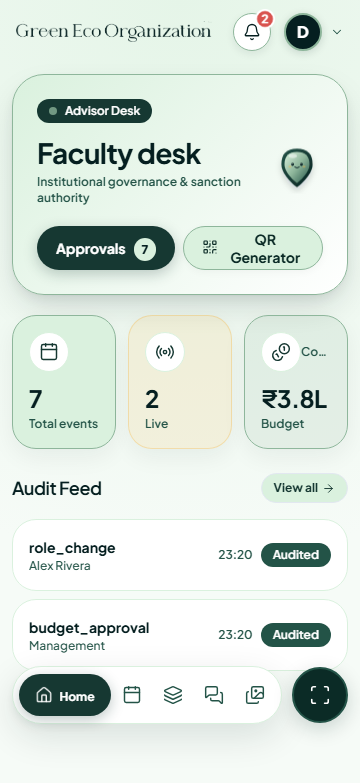 Green Eco Organization
2
D
Advisor Desk
Faculty desk
Institutional governance & sanction
authority
Approvals 7
QR
Generator
Co...
7
Total events
2
Live
₹3.8L
Budget
Audit Feed
View all →
role_change
Alex Rivera
23:20
Audited
budget_approval
Management
23:20
Audited
Home